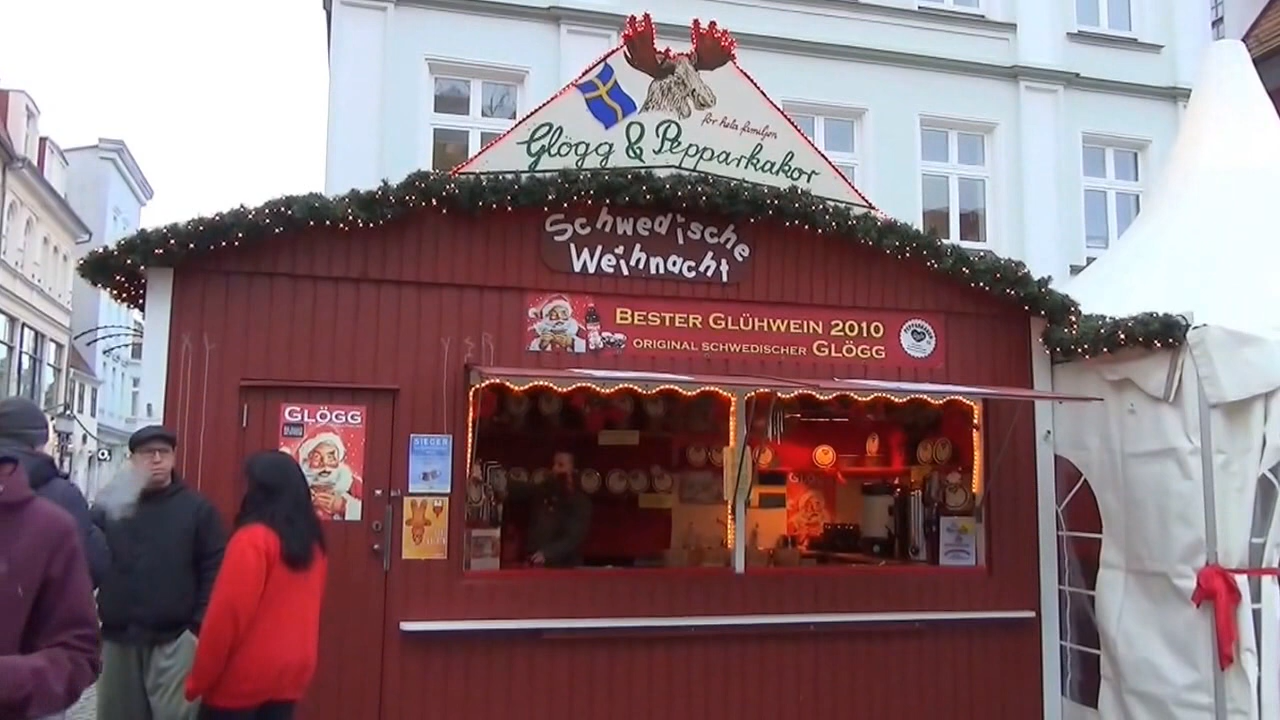 för hela familjen
Glögg & Pepparkakor
Schwedische
Weihnacht
BESTER GLÜHWEIN 2010
ORIGINAL SCHWEDISCHER GLÖGG
GLÖGG
SIEGER